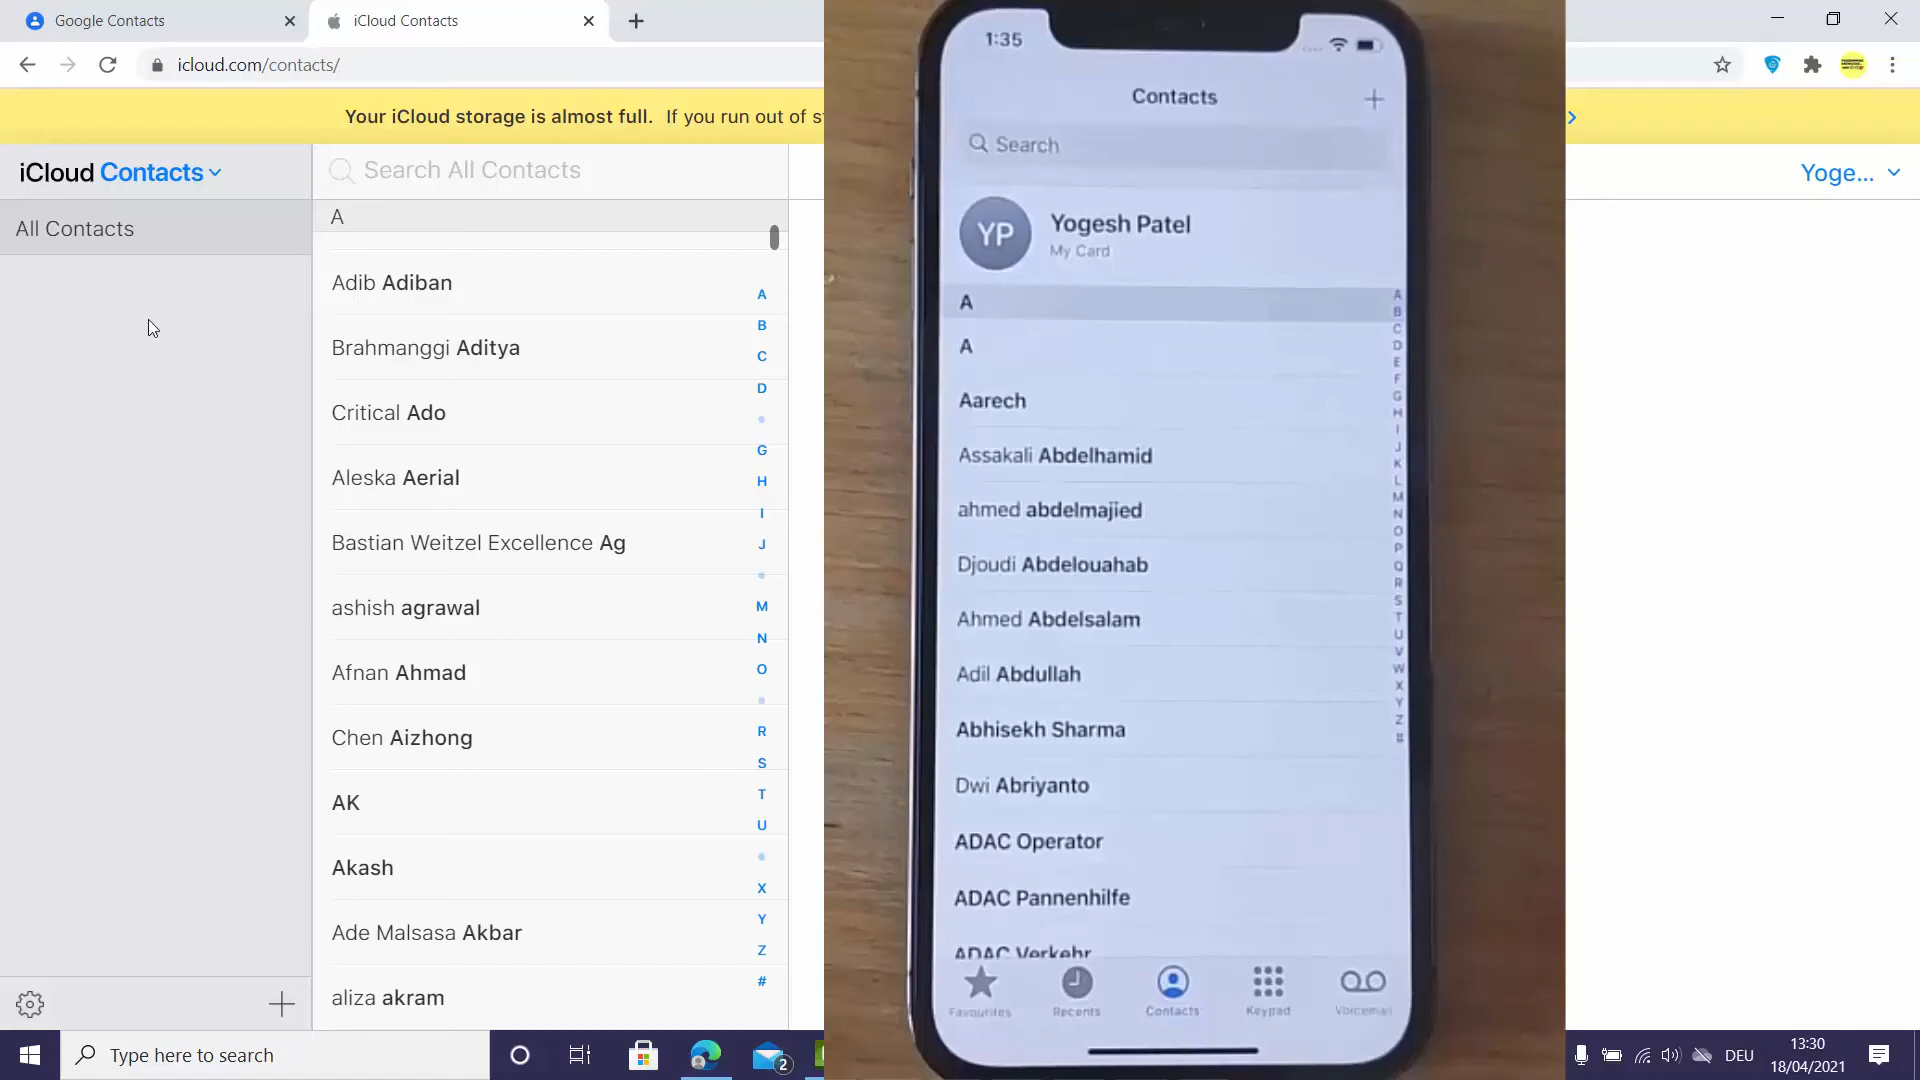 Google Contacts
iCloud Contacts
icloud.com/contacts/
Your iCloud storage is almost full. If you run out of s
iCloud Contacts
Search All Contacts
Yoge...
All Contacts
A
Adib Adiban
Brahmanggi Aditya
Critical Ado
Aleska Aerial
Bastian Weitzel Excellence Ag
ashish agrawal
Afnan Ahmad
Chen Aizhong
AK
Akash
Ade Malsasa Akbar
aliza akram
A
B
C
D
G
H
I
J
M
N
O
R
S
T
U
X
Y
Z
#
1:35
Contacts
Search
YP
Yogesh Patel
My Card
A
A
Aarech
Assakali Abdelhamid
ahmed abdelmajied
Djoudi Abdelouahab
Ahmed Abdelsalam
Adil Abdullah
Abhisekh Sharma
Dwi Abriyanto
ADAC Operator
ADAC Pannenhilfe
ADAC Verkehr
A
B
C
D
E
F
G
H
I
J
K
L
M
N
O
P
Q
R
S
T
U
V
W
X
Y
Z
#
Favourites
Recents
Contacts
Keypad
Voicemail
Type here to search
2
DEU
13:30
18/04/2021